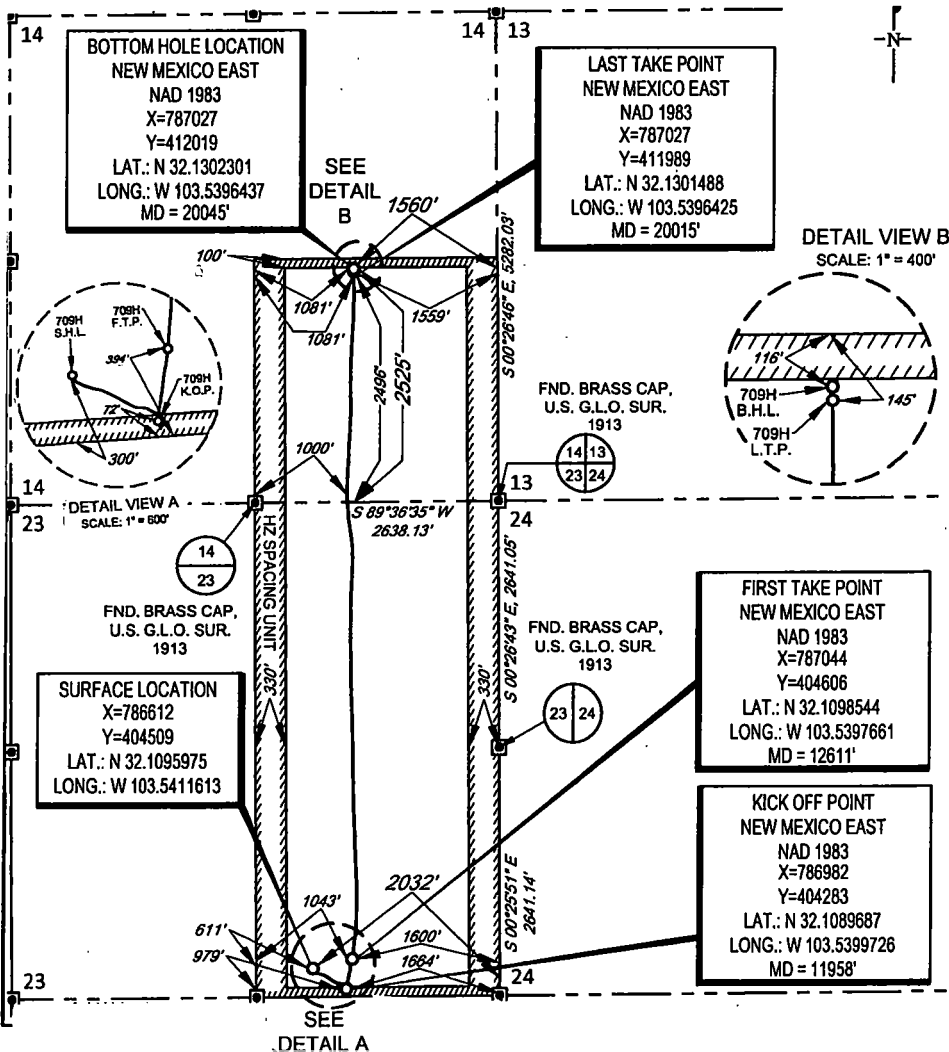 14
14
13
N
BOTTOM HOLE LOCATION
NEW MEXICO EAST
NAD 1983
X=787027
Y=412019
LAT.: N 32.1302301
LONG.: W 103.5396437
MD = 20045'
LAST TAKE POINT
NEW MEXICO EAST
NAD 1983
X=787027
Y=411989
LAT.: N 32.1301488
LONG.: W 103.5396425
MD = 20015'
SEE
DETAIL
B
1560'
100'
1081'
1081'
1559'
2496'
2525'
S 00°26'46" E, 5282.03'
DETAIL VIEW B
SCALE: 1" = 400'
116'
145'
709H
B.H.L.
709H
L.T.P.
709H
S.H.L.
709H
F.T.P.
394'
709H
K.O.P.
72'
300'
DETAIL VIEW A
SCALE: 1" = 600'
FND. BRASS CAP,
U.S. G.L.O. SUR.
1913
14 13
23 24
1000'
14
23
13
24
S 89°36'35" W
2638.13'
14
23
FND. BRASS CAP,
U.S. G.L.O. SUR.
1913
HZ SPACING UNIT
330'
330'
S 00°26'43" E, 2641.05'
FND. BRASS CAP,
U.S. G.L.O. SUR.
1913
23 24
SURFACE LOCATION
X=786612
Y=404509
LAT.: N 32.1095975
LONG.: W 103.5411613
FIRST TAKE POINT
NEW MEXICO EAST
NAD 1983
X=787044
Y=404606
LAT.: N 32.1098544
LONG.: W 103.5397661
MD = 12611'
KICK OFF POINT
NEW MEXICO EAST
NAD 1983
X=786982
Y=404283
LAT.: N 32.1089687
LONG.: W 103.5399726
MD = 11958'
S 00°25'51" E
2641.14'
1043'
2032'
611'
979'
1600'
1664'
23
24
SEE
DETAIL A